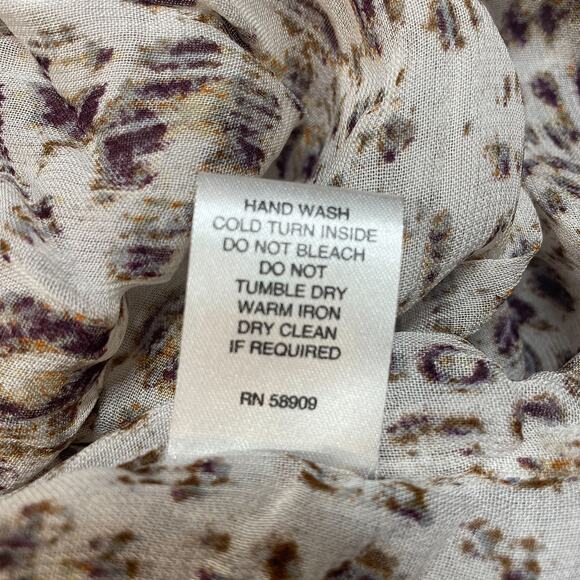 HAND WASH
COLD TURN INSIDE
DO NOT BLEACH
DO NOT
TUMBLE DRY
WARM IRON
DRY CLEAN
IF REQUIRED
RN 58909